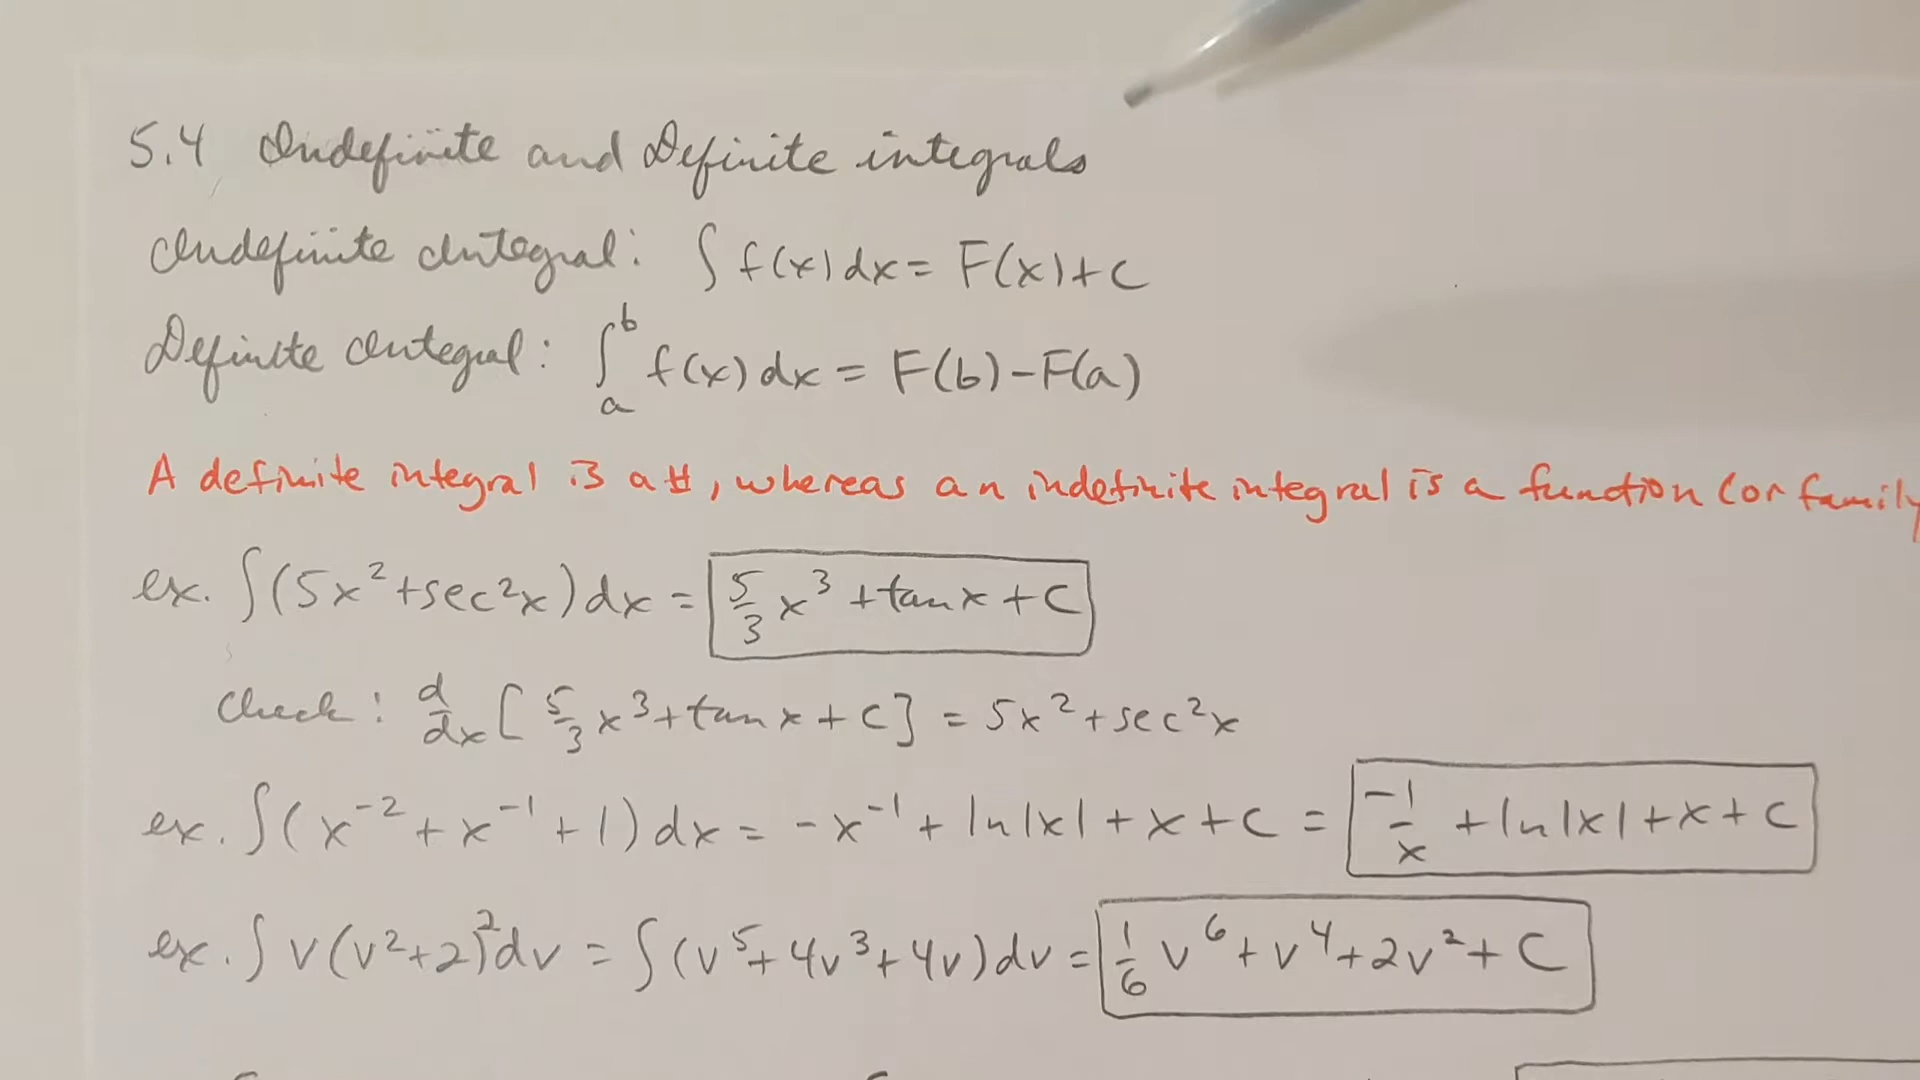 5.4 Indefinite and Definite integrals
Indefinite Integral: ∫ f(x) dx = F(x) + C
Definite Integral: ∫_a^b f(x) dx = F(b) - F(a)
A definite integral is a #, whereas an indefinite integral is a function (or family
ex. ∫(5x² + sec²x) dx = 5/3 x³ + tan x + C
Check: d/dx [5/3 x³ + tan x + C] = 5x² + sec²x
ex. ∫(x⁻² + x⁻¹ + 1) dx = -x⁻¹ + ln|x| + x + C = -1/x + ln|x| + x + C
ex. ∫ v(v² + 2)² dv = ∫(v⁵ + 4v³ + 4v) dv = 1/6 v⁶ + v⁴ + 2v² + C